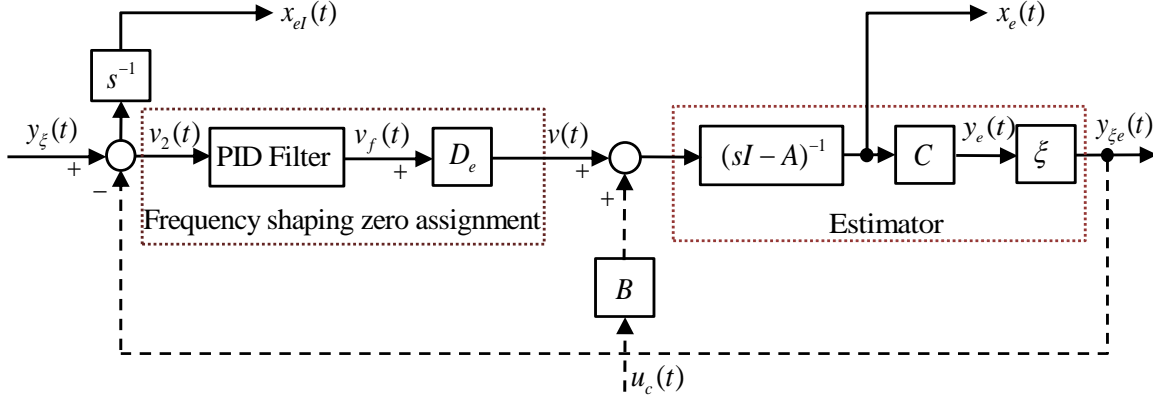 x_{eI}(t)
x_e(t)
s^{-1}
y_ξ(t)
+
−
v_2(t)
PID Filter
v_f(t)
+
D_e
v(t)
+
+
(sI − A)^{-1}
C
y_e(t)
ξ
y_{ξe}(t)
Frequency shaping zero assignment
Estimator
B
u_c(t)